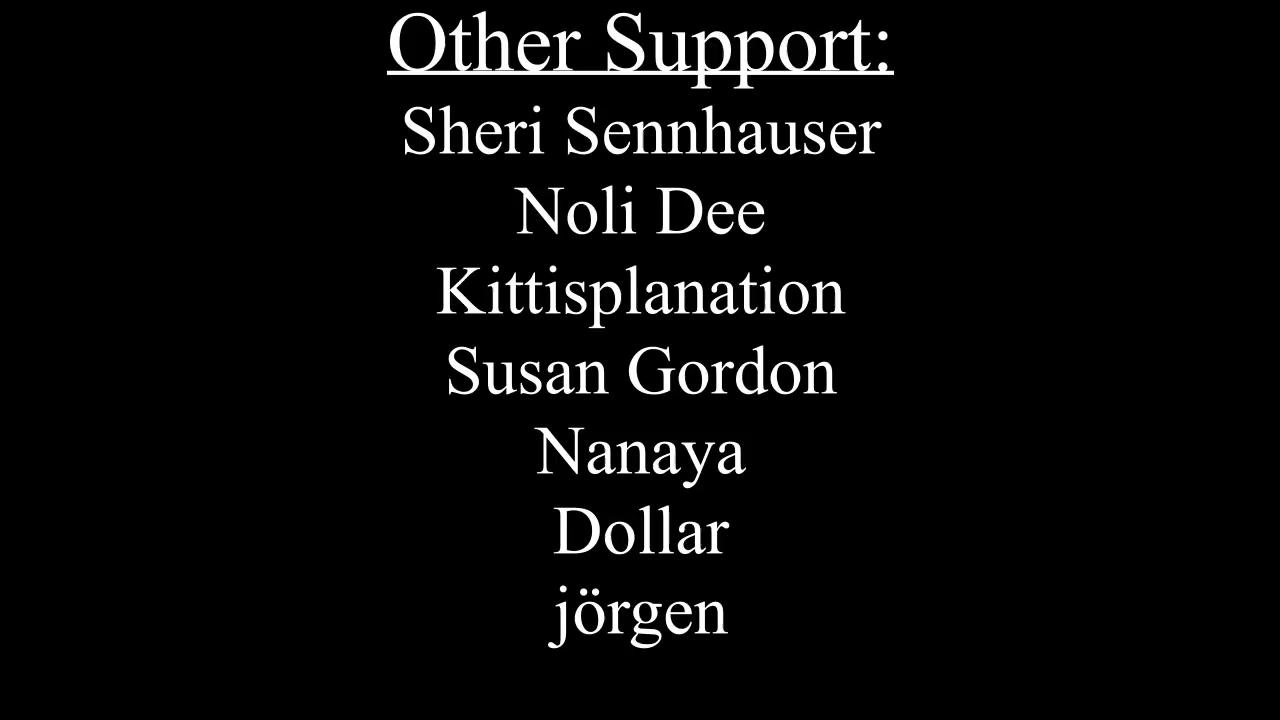 Other Support:
Sheri Sennhauser
Noli Dee
Kittisplanation
Susan Gordon
Nanaya
Dollar
jörgen